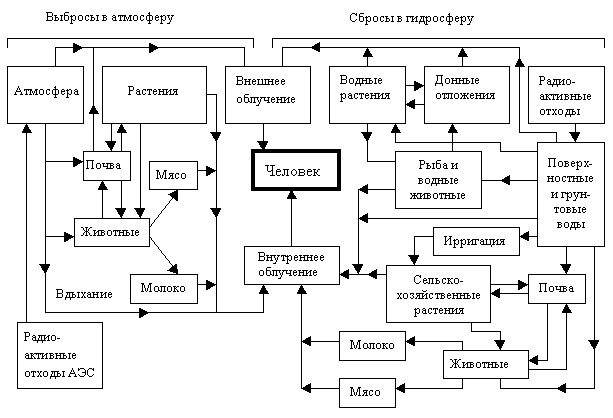 Выбросы в атмосферу
Сбросы в гидросферу
Атмосфера
Растения
Внешнее
облучение
Водные
растения
Донные
отложения
Радио-
активные
отходы
Почва
Мясо
Человек
Рыба и
водные
животные
Поверх-
ностные
и грун-
товые
воды
Животные
Ирригация
Внутреннее
облучение
Молоко
Вдыхание
Сельско-
хозяйственные
растения
Почва
Радио-
активные
отходы АЭС
Молоко
Животные
Мясо